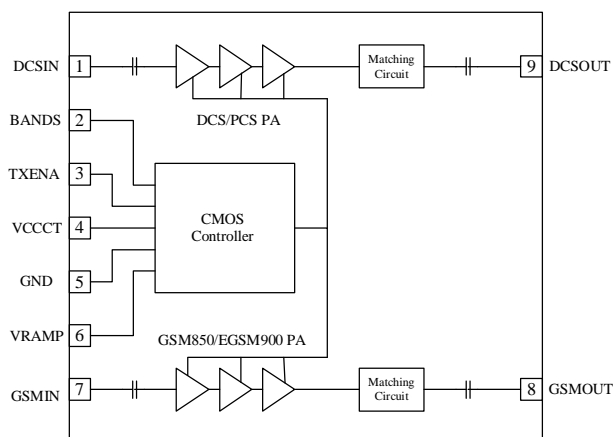 DCSIN 1
Matching
Circuit
9 DCSOUT
BANDS 2
DCS/PCS PA
TXENA 3
VCCCT 4
CMOS
Controller
GND 5
VRAMP 6
GSM850/EGSM900 PA
GSMIN 7
Matching
Circuit
8 GSMOUT